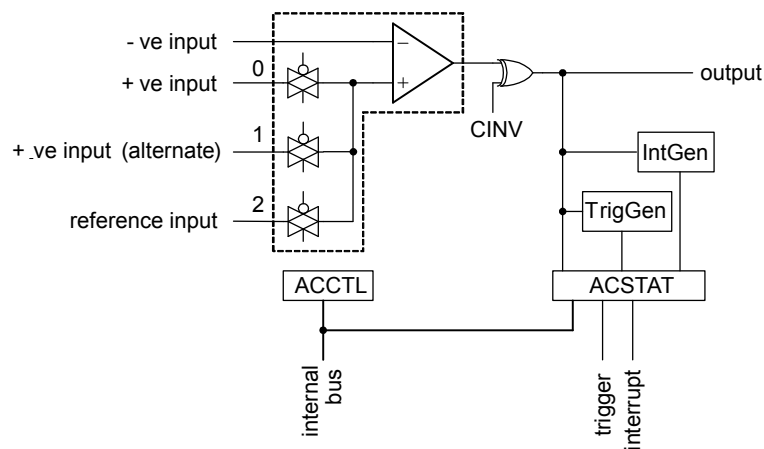 - ve input
0
+ ve input
1
+ -ve input (alternate)
2
reference input
−
+
CINV
output
IntGen
TrigGen
ACCTL
ACSTAT
internal
bus
trigger
interrupt